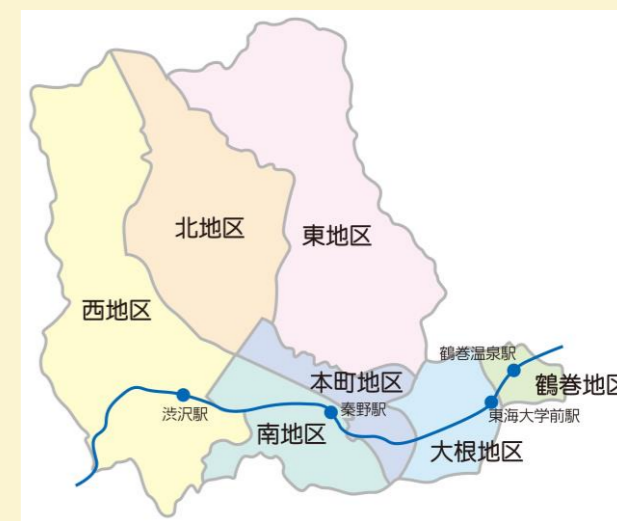 北地区
東地区
西地区
鶴巻温泉駅
本町地区
鶴巻地区
渋沢駅
秦野駅
東海大学前駅
南地区
大根地区